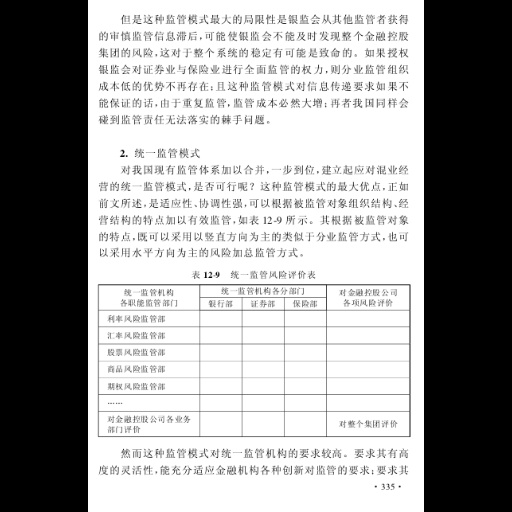 但是这种监管模式最大的局限性是银监会从其他监管者获得
的审慎监管信息滞后,可能使银监会不能及时发现整个金融控股
集团的风险,这对于整个系统的稳定有可能是致命的。如果授权
银监会对证券业与保险业进行全面监管的权力,则分业监管组织
成本低的优势不再存在;且这种监管模式对信息传递要求如果不
能保证的话,由于重复监管,监管成本必然大增;再者我国同样会
碰到监管责任无法落实的棘手问题。
2. 统一监管模式
对我国现有监管体系加以合并,一步到位,建立起应对混业经
营的统一监管模式,是否可行呢?这种监管模式的最大优点,正如
前文所述,是适应性、协调性强,可以根据被监管对象组织结构、经
营结构的特点加以有效监管,如表 12-9 所示。其根据被监管对象
的特点,既可以采用以竖直方向为主的类似于分业监管方式,也可
以采用水平方向为主的风险加总监管方式。
表 12-9 统一监管风险评价表
统一监管机构
各职能监管部门
统一监管机构各分部门
银行部 证券部 保险部
对金融控股公司
各项风险评价
利率风险监管部
汇率风险监管部
股票风险监管部
商品风险监管部
期权风险监管部
……
对金融控股公司各业务
部门评价
对整个集团评价
然而这种监管模式对统一监管机构的要求较高。要求其有高
度的灵活性,能充分适应金融机构各种创新对监管的要求;要求其
· 335 ·